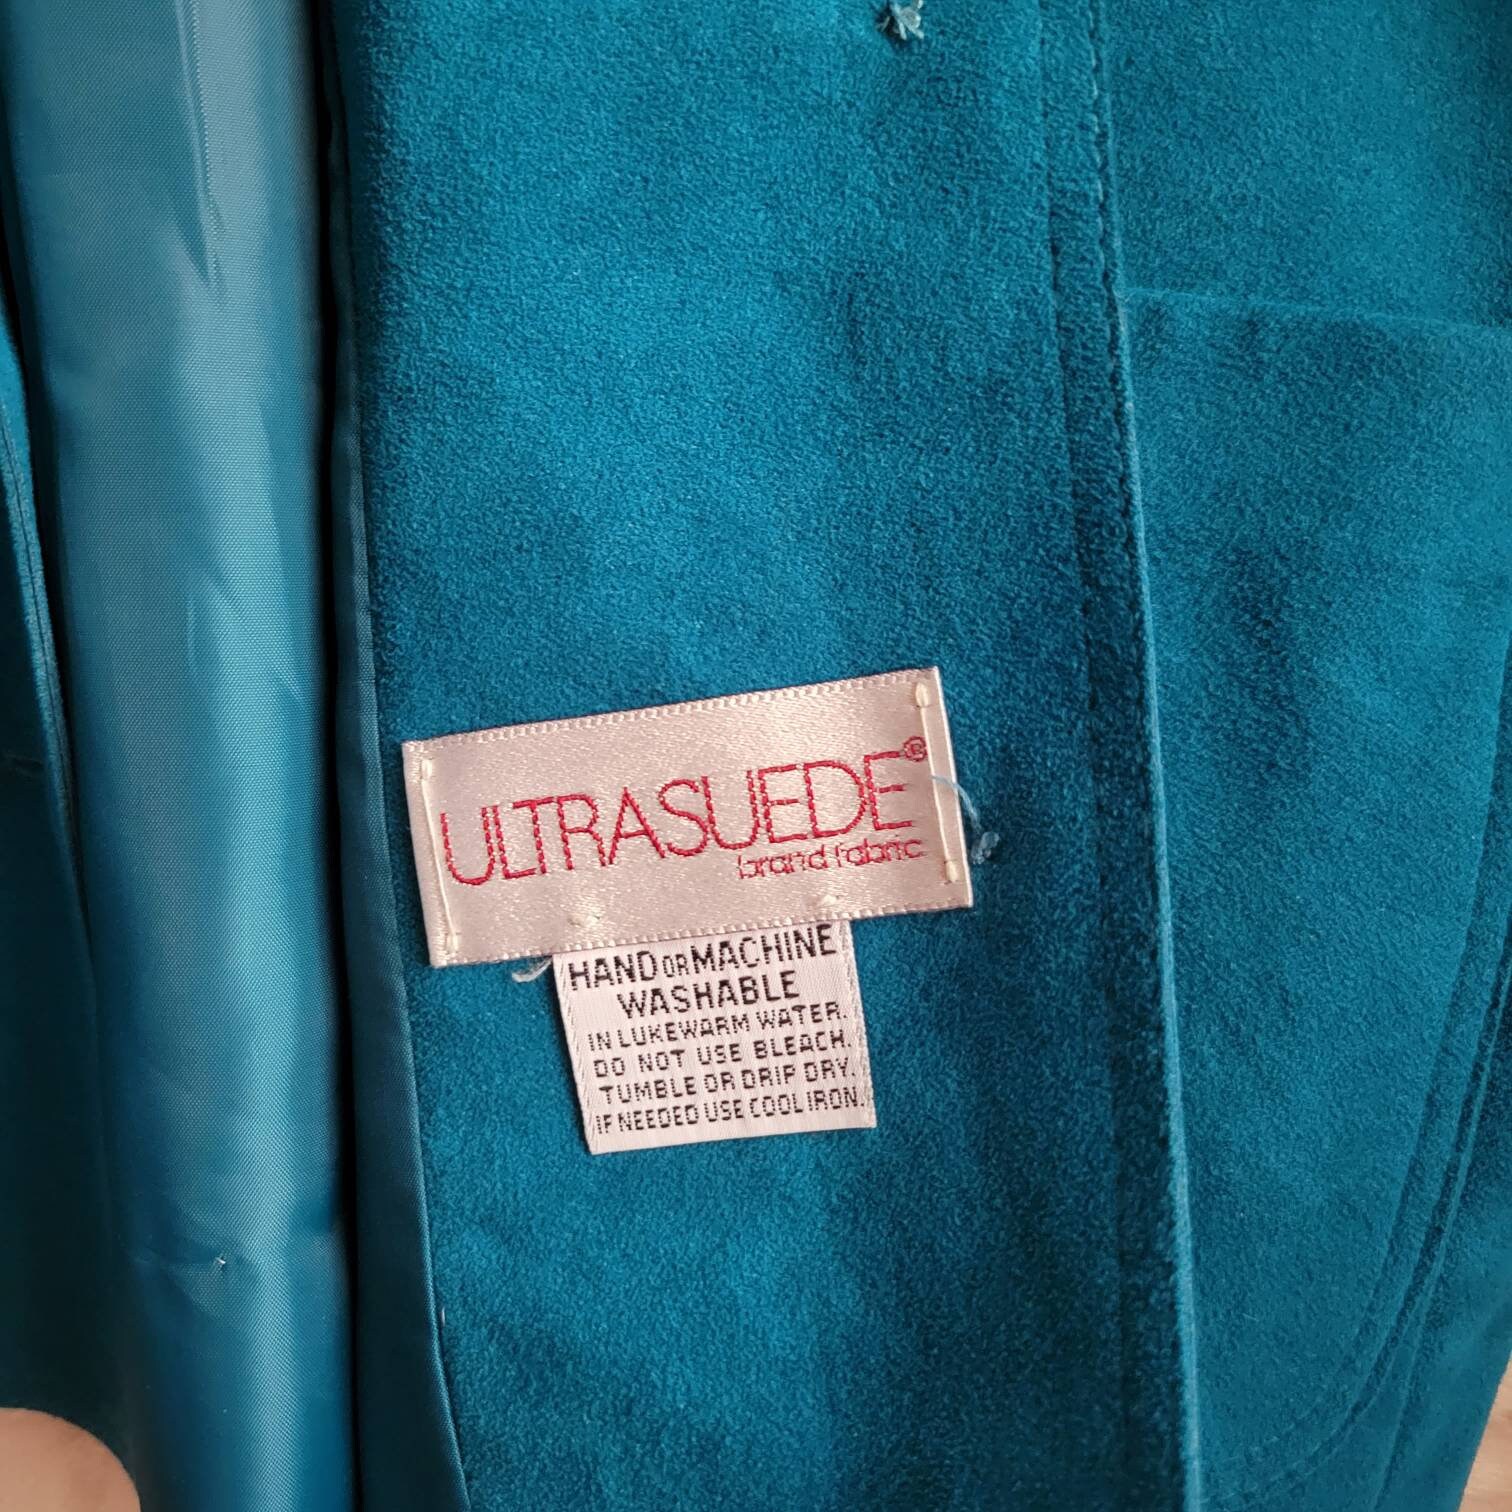 ULTRASUEDE®
brand fabric
HAND OR MACHINE
WASHABLE
IN LUKEWARM WATER.
DO NOT USE BLEACH.
TUMBLE OR DRIP DRY.
IF NEEDED USE COOL IRON.